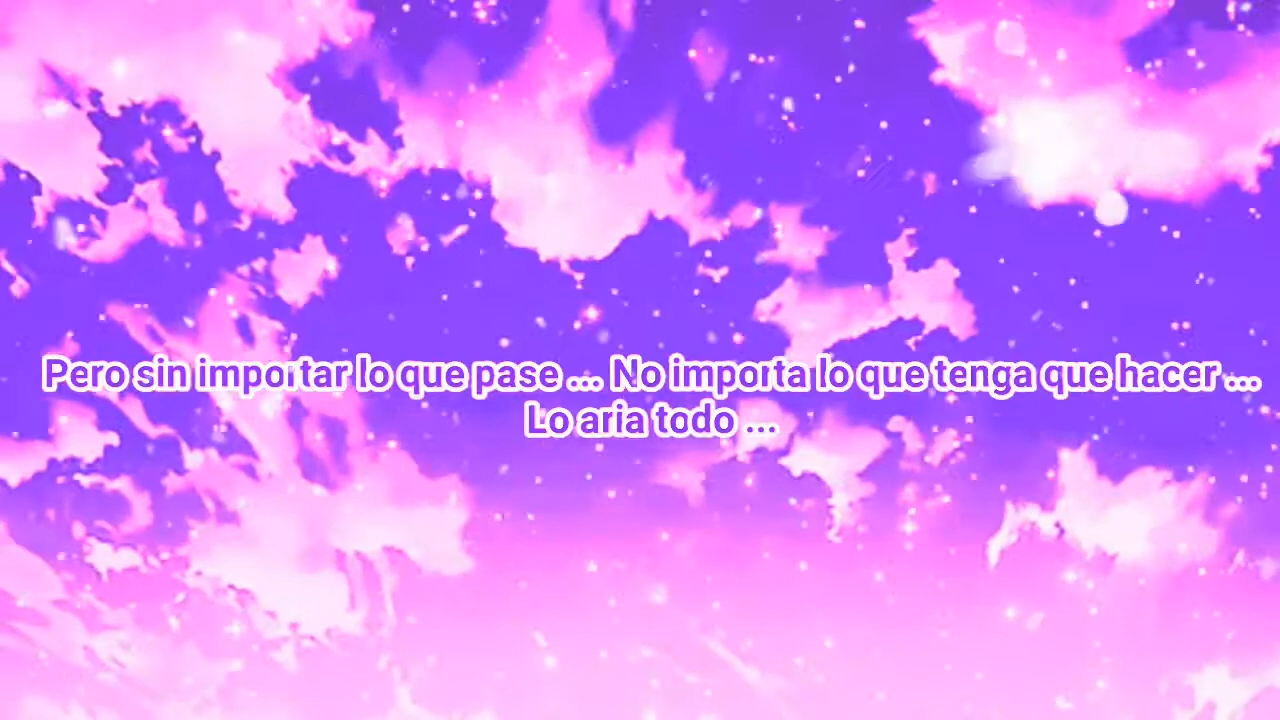 Pero sin importar lo que pase ... No importa lo que tenga que hacer ...
Lo aria todo ...